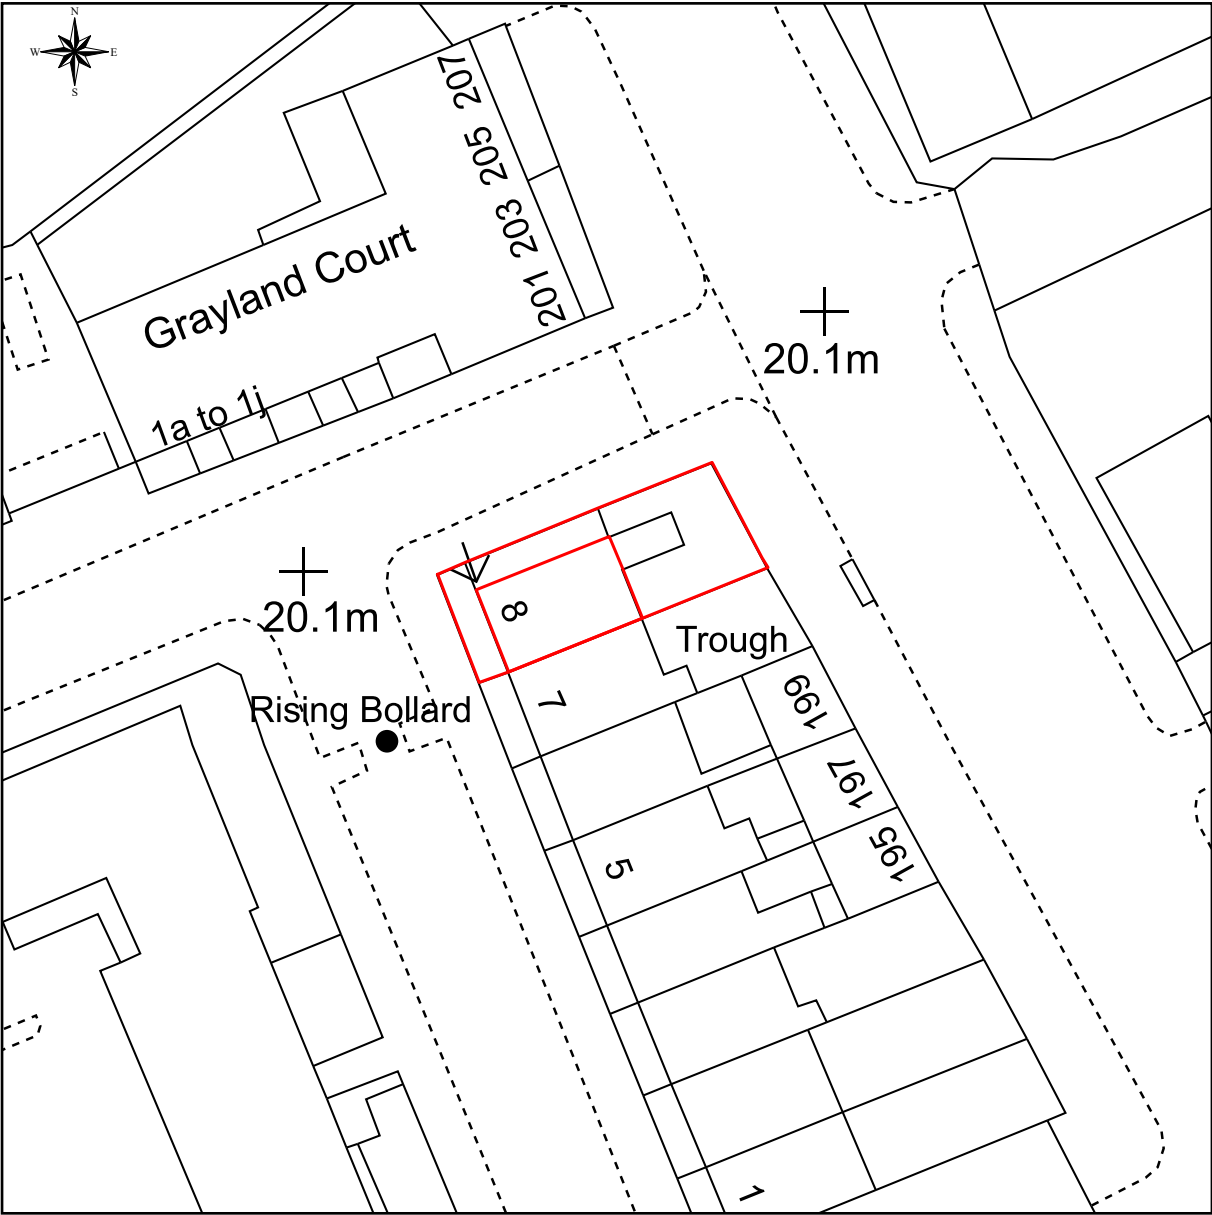 N
W E
S
207
205
203
201
Grayland Court
1a to 1j
20.1m
20.1m
8
Trough
Rising Bollard
7
199
197
195
5
1